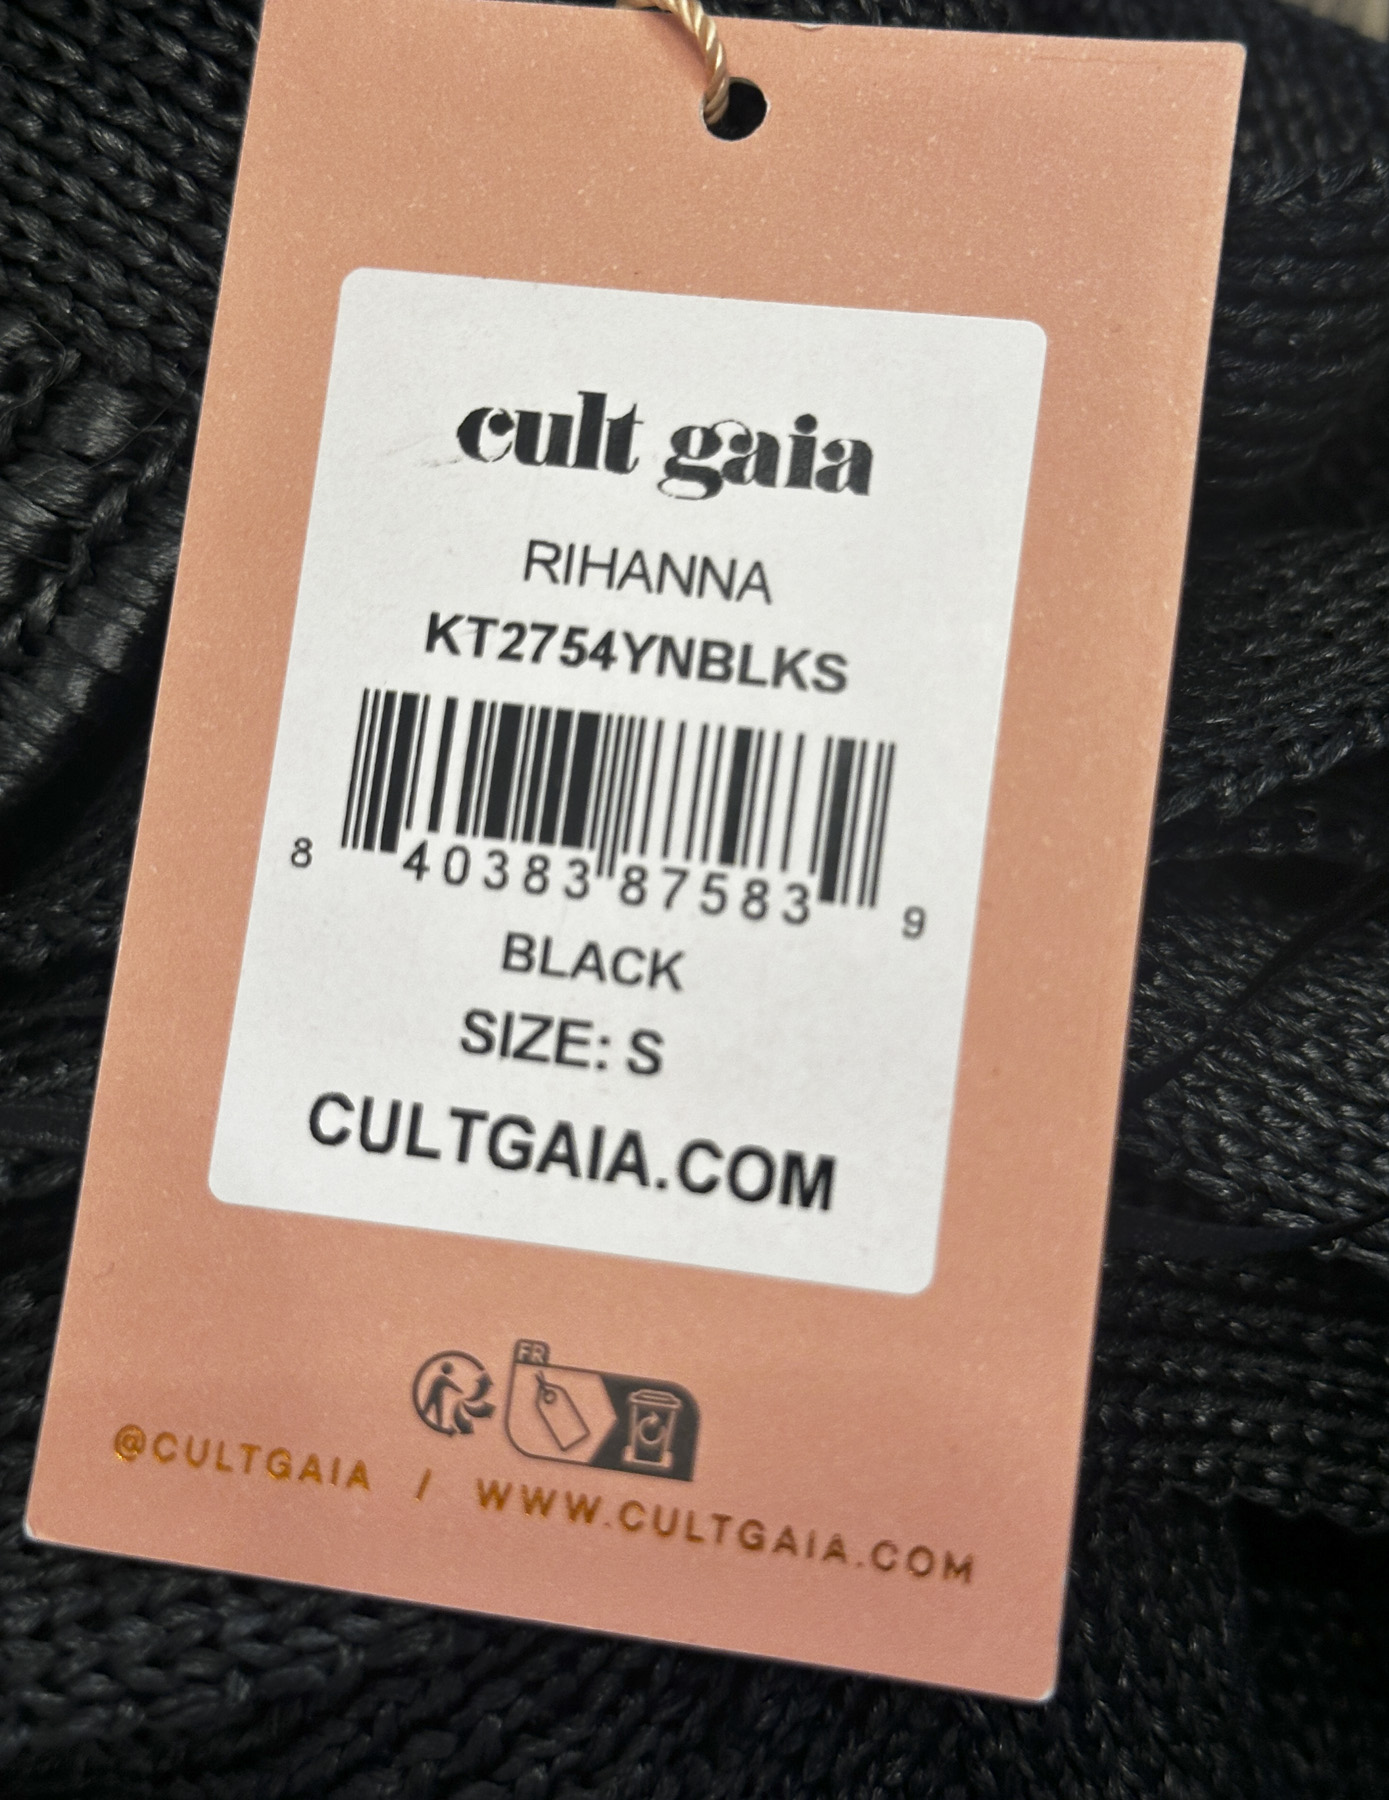 cult gaia
RIHANNA
KT2754YNBLKS
8 40383 87583 9
BLACK
SIZE: S
CULTGAIA.COM
FR
@CULTGAIA / WWW.CULTGAIA.COM